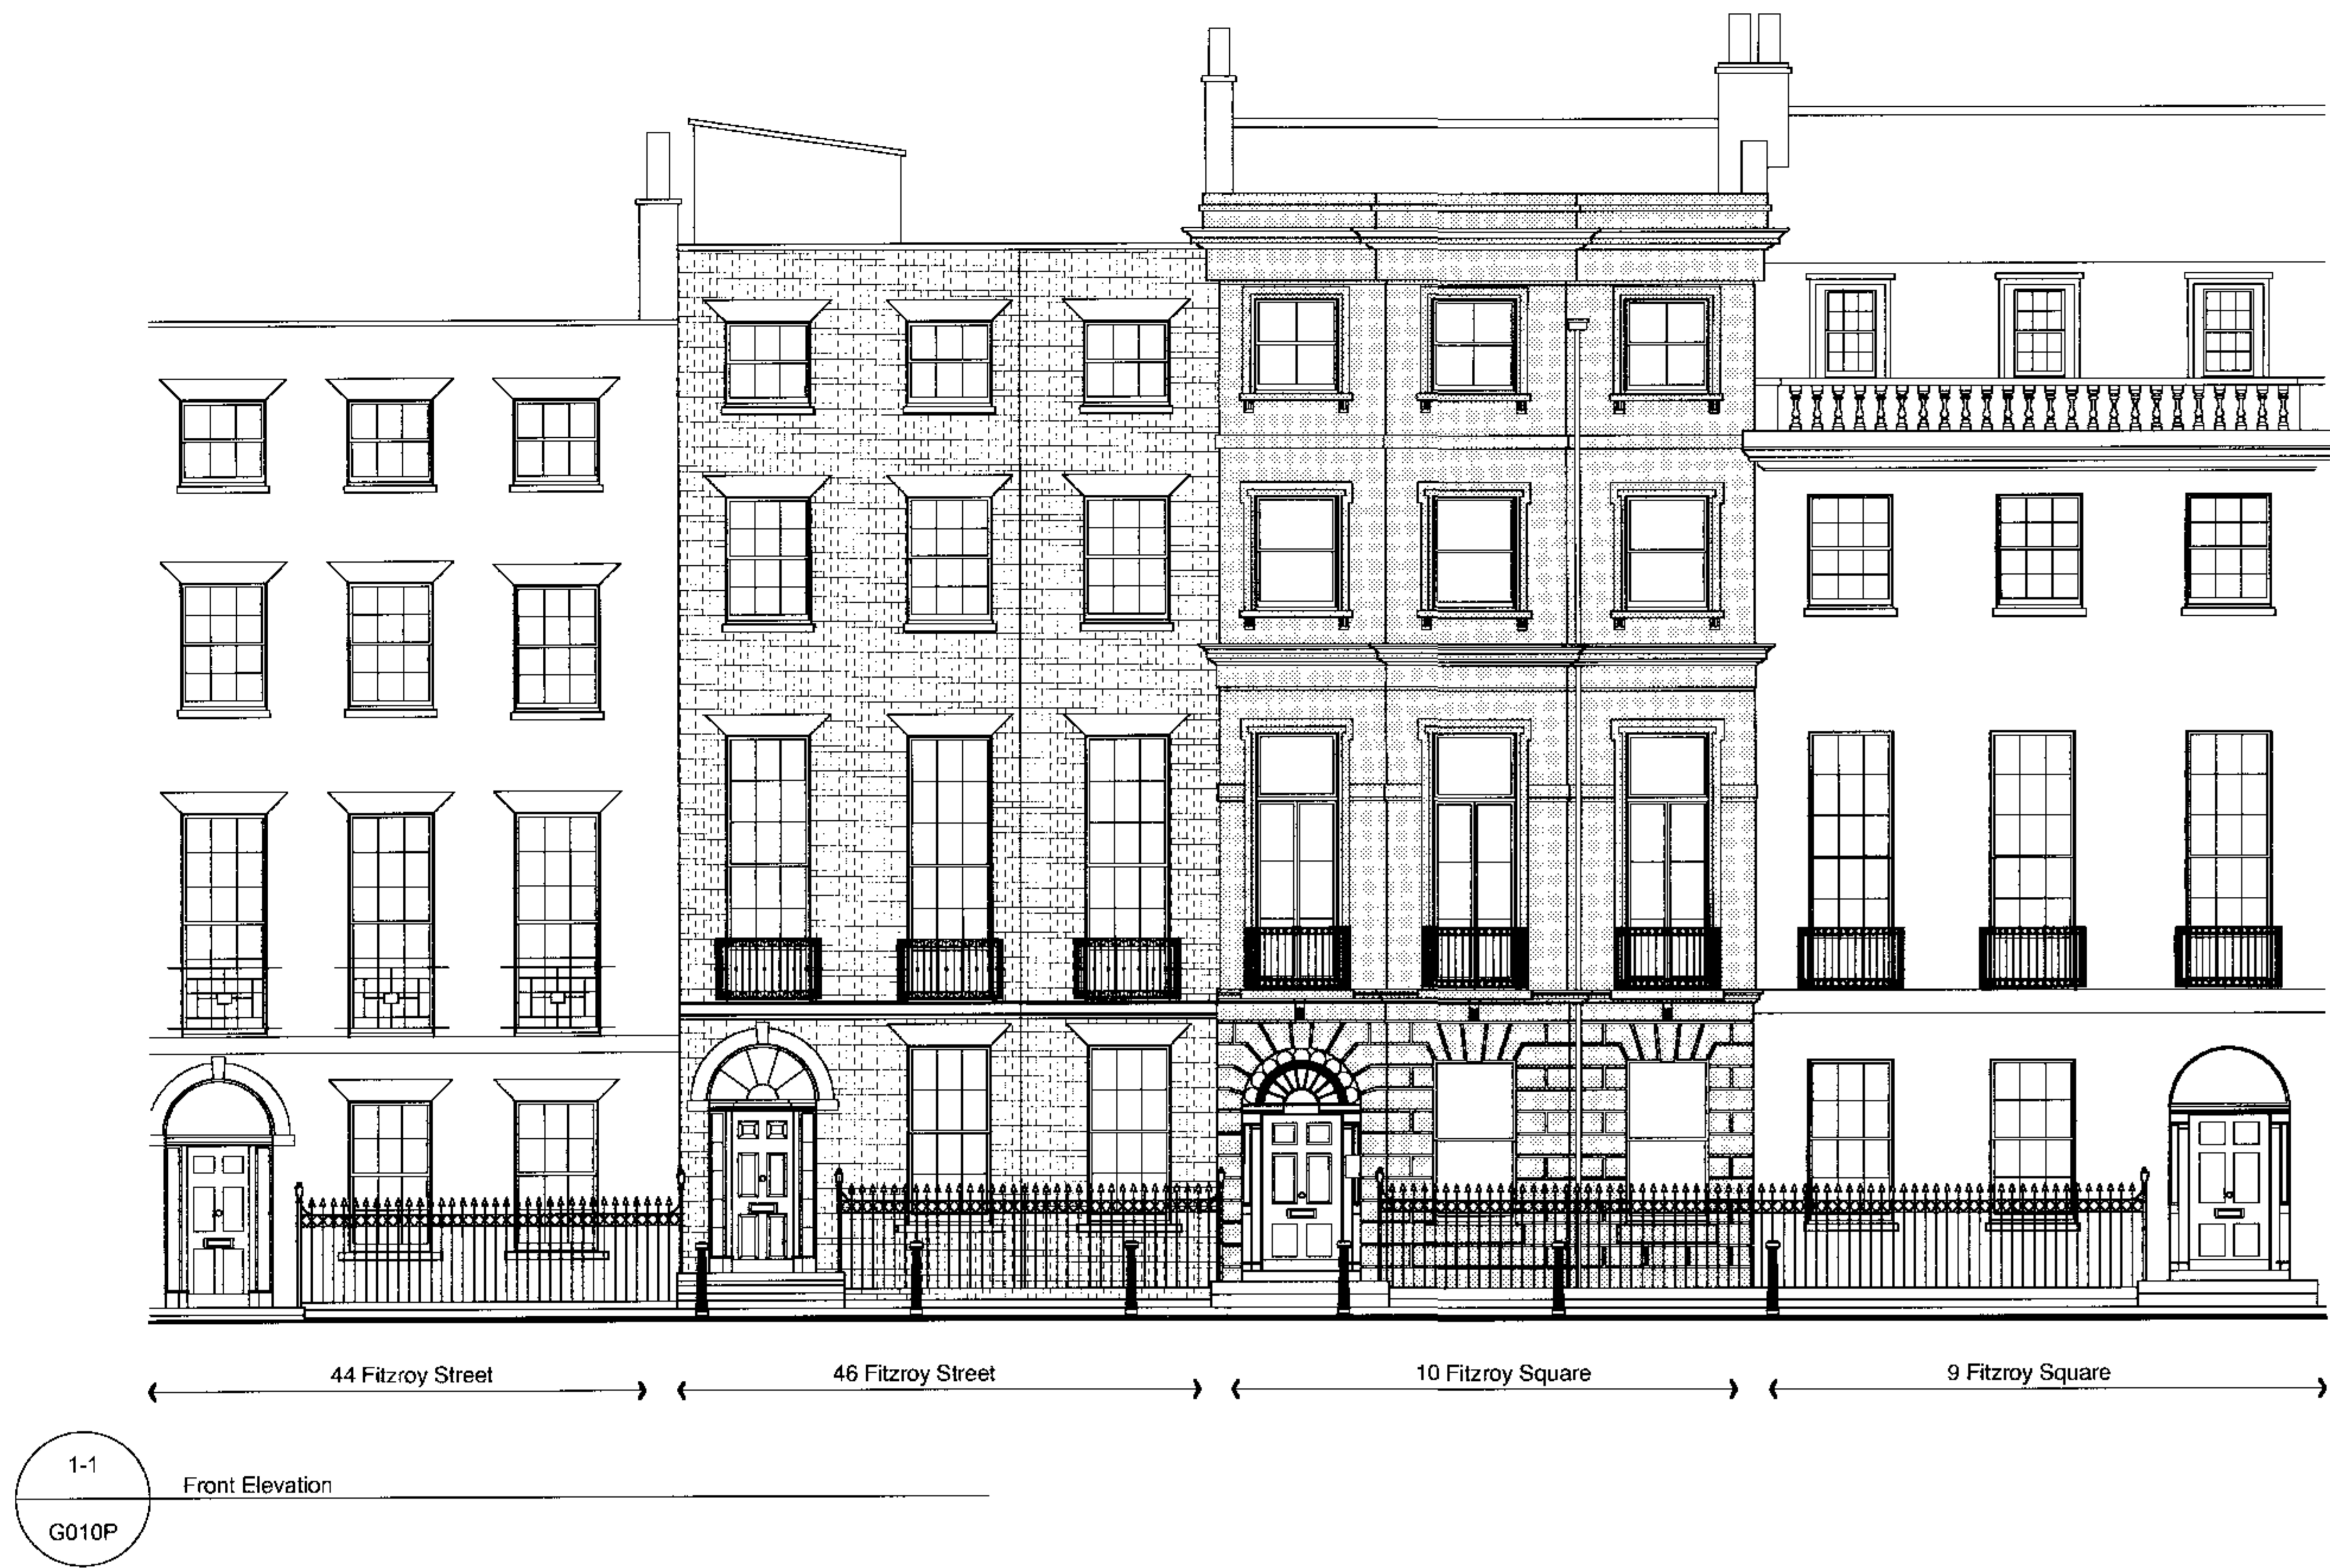 44 Fitzroy Street
46 Fitzroy Street
10 Fitzroy Square
9 Fitzroy Square
1-1
Front Elevation
G010P